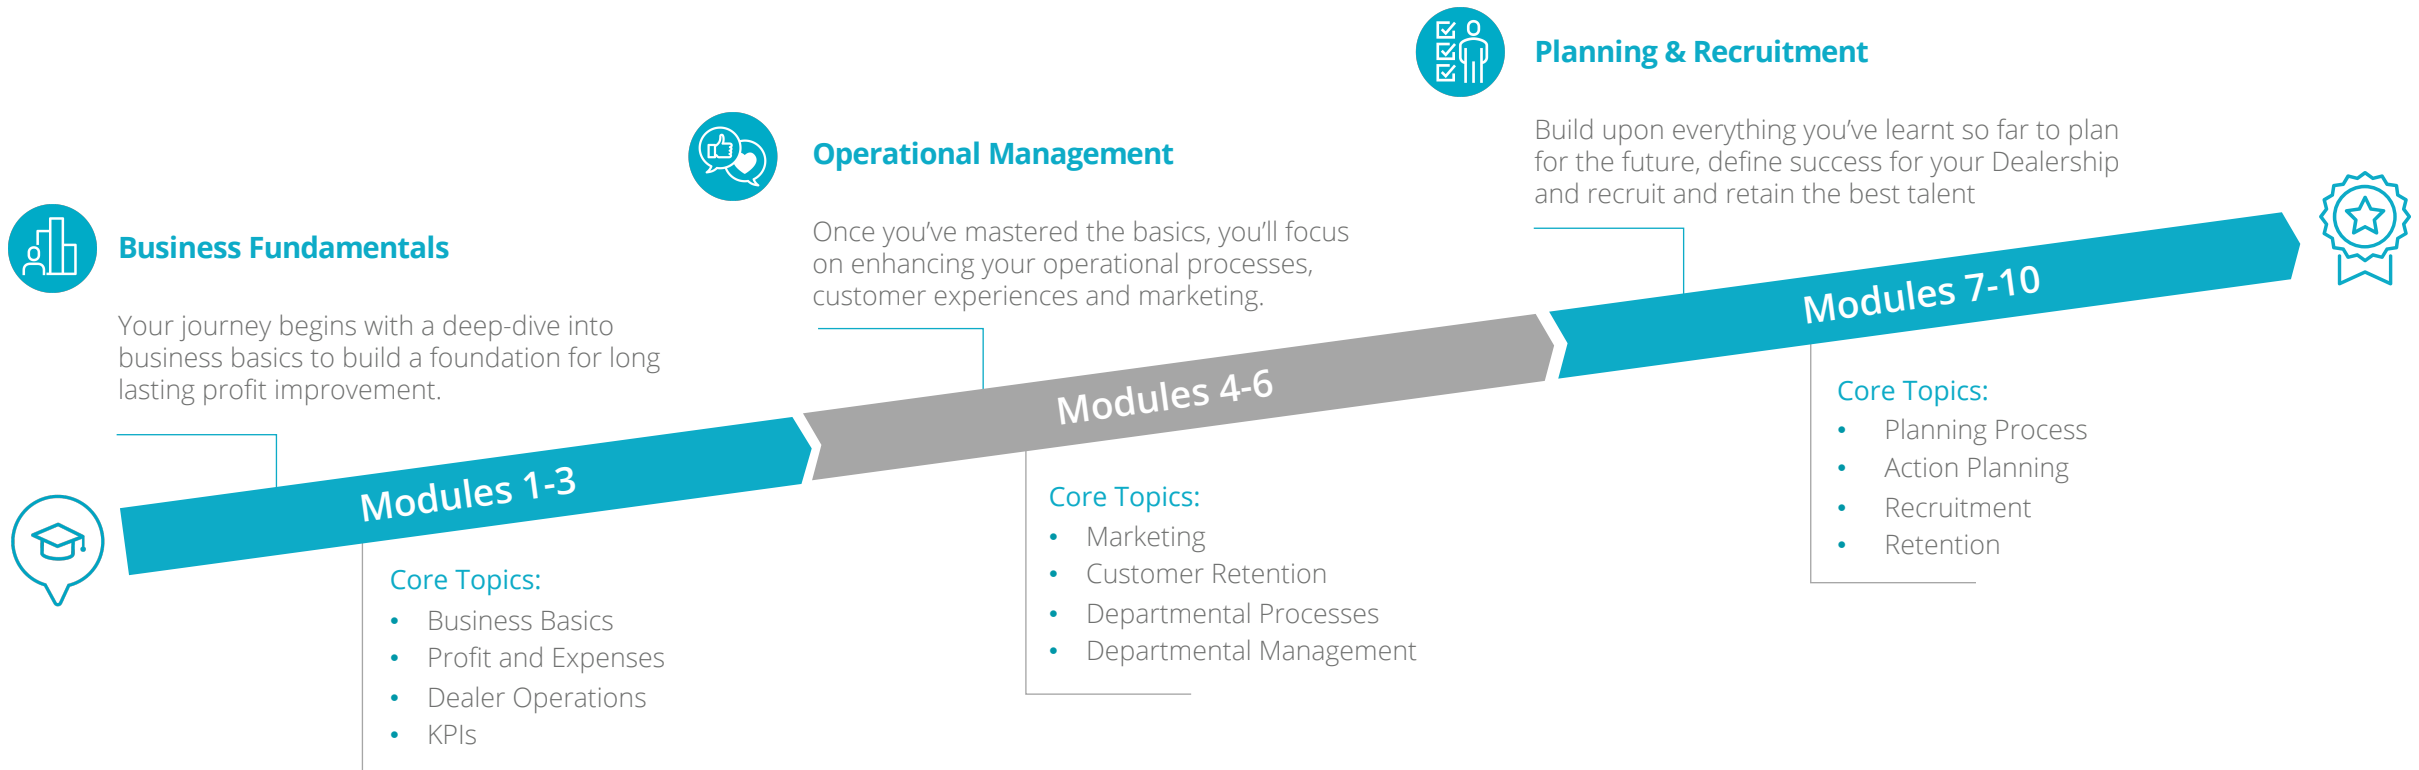 Business Fundamentals
Your journey begins with a deep-dive into
business basics to build a foundation for long
lasting profit improvement.
Modules 1-3
Core Topics:
• Business Basics
• Profit and Expenses
• Dealer Operations
• KPIs
Operational Management
Once you’ve mastered the basics, you’ll focus
on enhancing your operational processes,
customer experiences and marketing.
Modules 4-6
Core Topics:
• Marketing
• Customer Retention
• Departmental Processes
• Departmental Management
Planning & Recruitment
Build upon everything you’ve learnt so far to plan
for the future, define success for your Dealership
and recruit and retain the best talent
Modules 7-10
Core Topics:
• Planning Process
• Action Planning
• Recruitment
• Retention